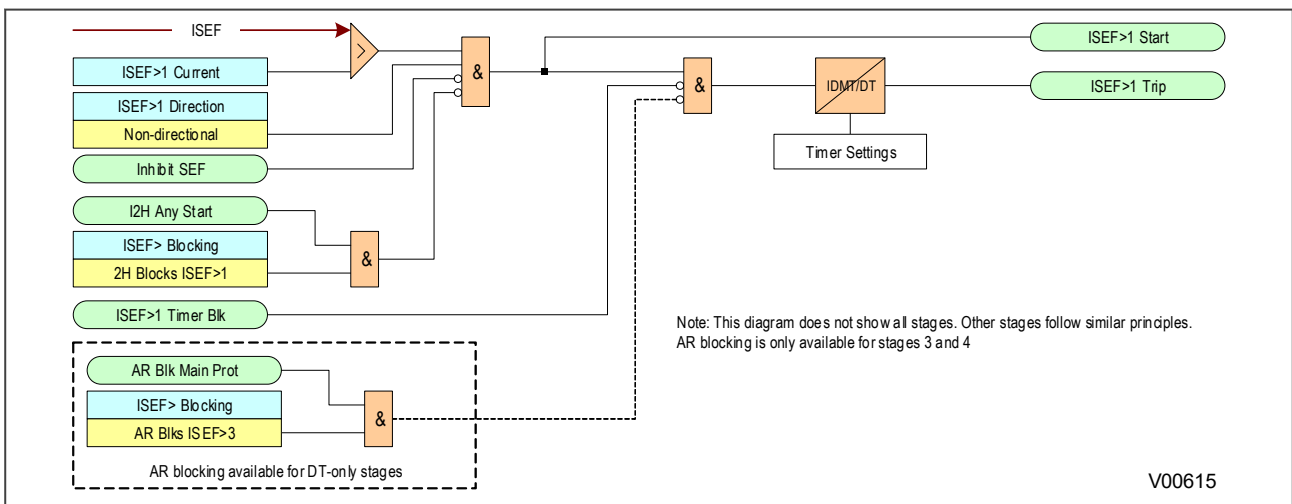 ISEF
ISEF>1 Start
>
ISEF>1 Current
&
&
ISEF>1 Direction
IDMT/DT
ISEF>1 Trip
Non-directional
Timer Settings
Inhibit SEF
I2H Any Start
ISEF> Blocking
&
2H Blocks ISEF>1
ISEF>1 Timer Blk
Note: This diagram does not show all stages. Other stages follow similar principles.
AR blocking is only available for stages 3 and 4
AR Blk Main Prot
ISEF> Blocking
&
AR Blks ISEF>3
AR blocking available for DT-only stages
V00615